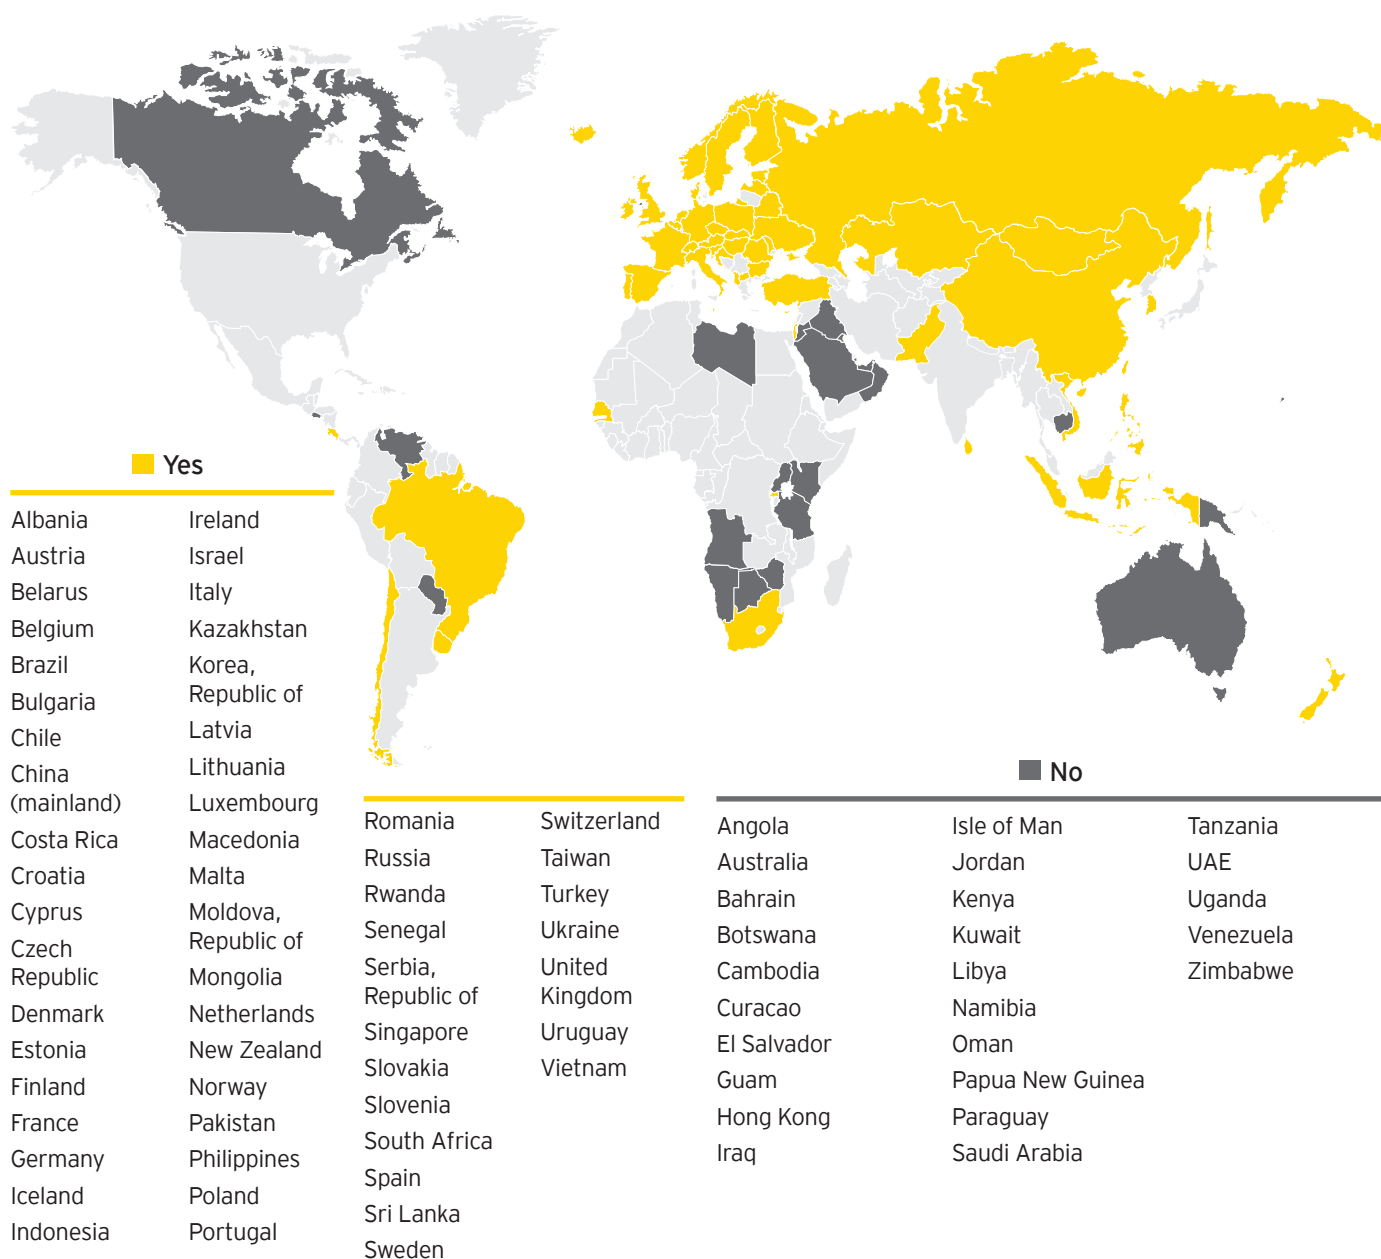 Yes
Albania
Austria
Belarus
Belgium
Brazil
Bulgaria
Chile
China
(mainland)
Costa Rica
Croatia
Cyprus
Czech
Republic
Denmark
Estonia
Finland
France
Germany
Iceland
Indonesia
Ireland
Israel
Italy
Kazakhstan
Korea,
Republic of
Latvia
Lithuania
Luxembourg
Macedonia
Malta
Moldova,
Republic of
Mongolia
Netherlands
New Zealand
Norway
Pakistan
Philippines
Poland
Portugal
Romania
Russia
Rwanda
Senegal
Serbia,
Republic of
Singapore
Slovakia
Slovenia
South Africa
Spain
Sri Lanka
Sweden
Switzerland
Taiwan
Turkey
Ukraine
United
Kingdom
Uruguay
Vietnam
No
Angola
Australia
Bahrain
Botswana
Cambodia
Curacao
El Salvador
Guam
Hong Kong
Iraq
Isle of Man
Jordan
Kenya
Kuwait
Libya
Namibia
Oman
Papua New Guinea
Paraguay
Saudi Arabia
Tanzania
UAE
Uganda
Venezuela
Zimbabwe